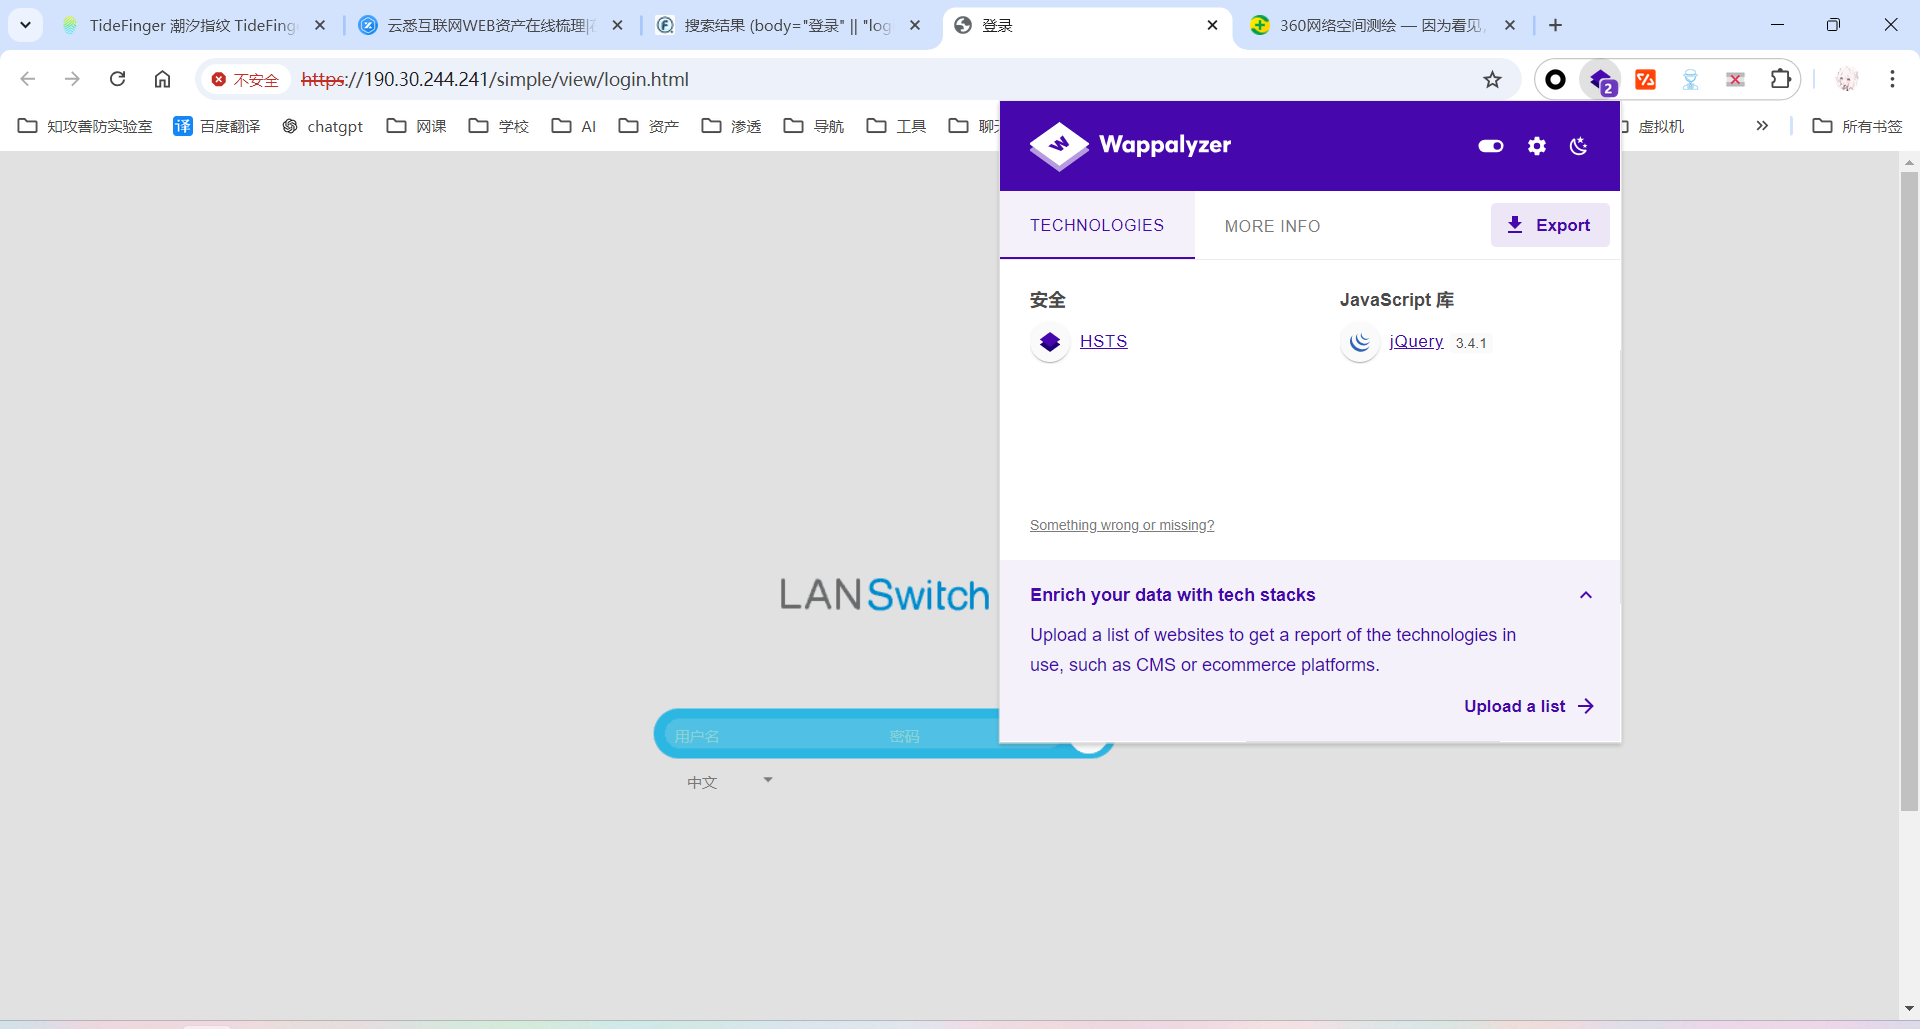 TideFinger 潮汐指纹 TideFing
云悉互联网WEB资产在线梳理|
搜索结果 (body="登录" || "log
登录
360网络空间测绘 — 因为看见,
不安全
https://190.30.244.241/simple/view/login.html
2
知攻善防实验室
译 百度翻译
chatgpt
网课
学校
AI
资产
渗透
导航
工具
虚拟机
所有书签
Wappalyzer
TECHNOLOGIES
MORE INFO
Export
安全
JavaScript 库
HSTS
jQuery 3.4.1
Something wrong or missing?
LANSwitch
Enrich your data with tech stacks
Upload a list of websites to get a report of the technologies in
use, such as CMS or ecommerce platforms.
Upload a list
用户名
密码
中文